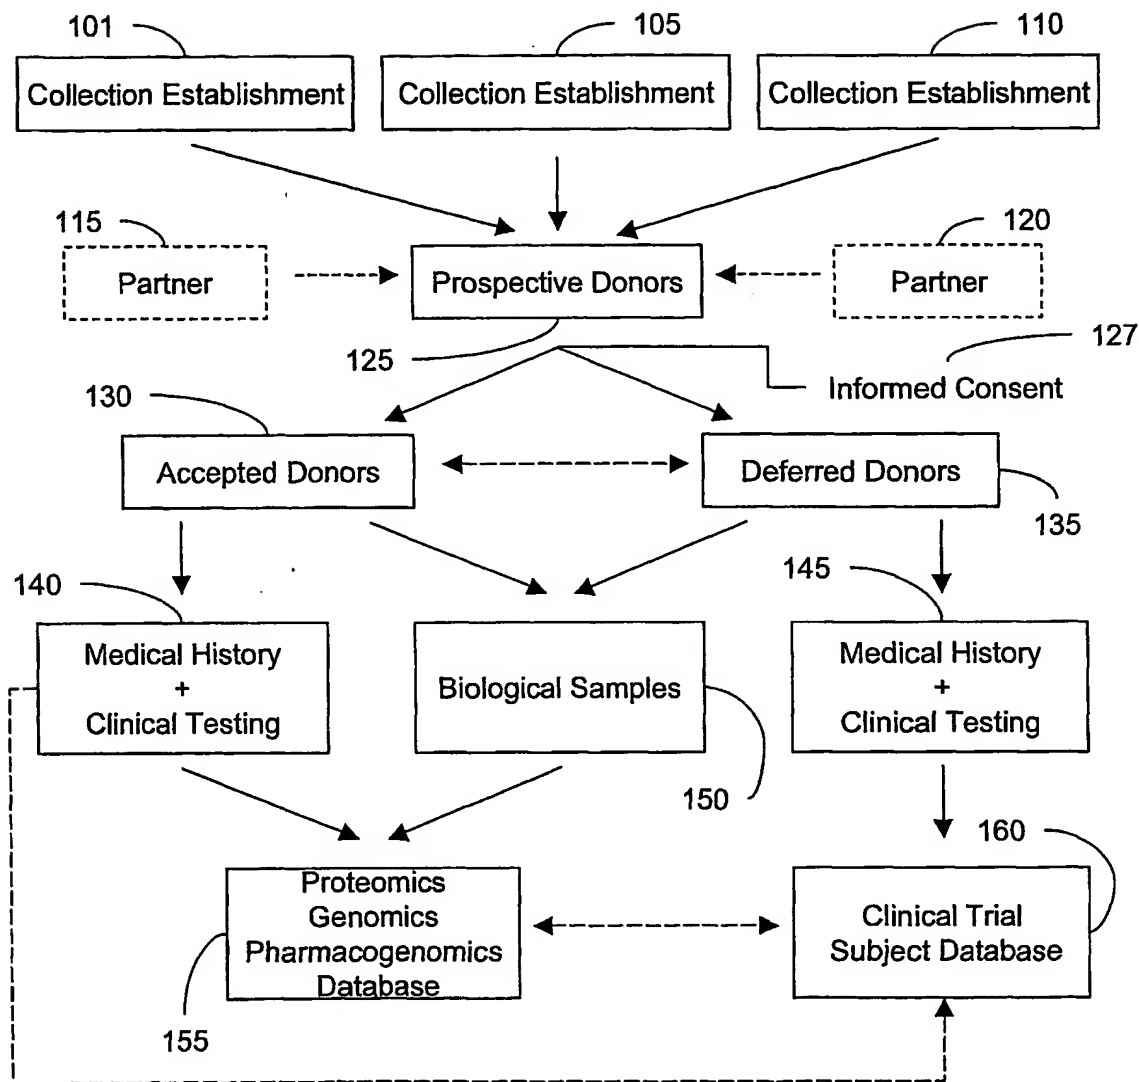 101
105
110
Collection Establishment
Collection Establishment
Collection Establishment
115
120
Partner
Prospective Donors
Partner
125
127
Informed Consent
130
Accepted Donors
Deferred Donors
135
140
145
Medical History
+
Clinical Testing
Biological Samples
Medical History
+
Clinical Testing
150
160
Proteomics
Genomics
Pharmacogenomics
Database
Clinical Trial
Subject Database
155